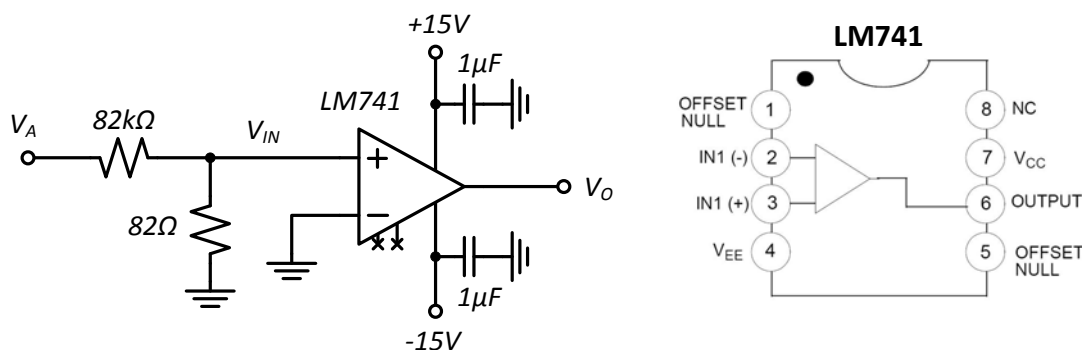 +15V
1μF
LM741
82kΩ
V_A
V_IN
+
−
V_O
82Ω
1μF
-15V
LM741
OFFSET
NULL
1
8
NC
IN1 (-)
2
7
V_CC
IN1 (+)
3
6
OUTPUT
V_EE
4
5
OFFSET
NULL